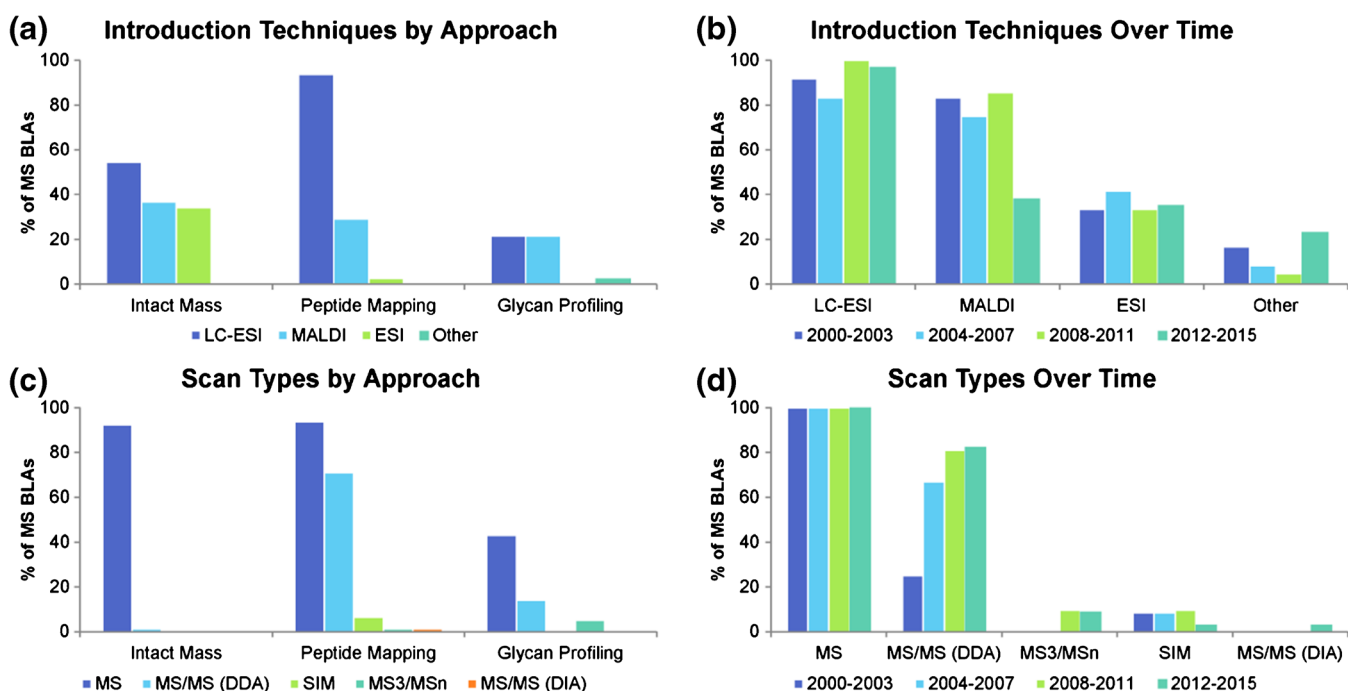 (a) Introduction Techniques by Approach
% of MS BLAs
100
80
60
40
20
0
Intact Mass Peptide Mapping Glycan Profiling
LC-ESI MALDI ESI Other
(b) Introduction Techniques Over Time
% of MS BLAs
100
80
60
40
20
0
LC-ESI MALDI ESI Other
2000-2003 2004-2007 2008-2011 2012-2015
(c) Scan Types by Approach
% of MS BLAs
100
80
60
40
20
0
Intact Mass Peptide Mapping Glycan Profiling
MS MS/MS (DDA) SIM MS3/MSn MS/MS (DIA)
(d) Scan Types Over Time
% of MS BLAs
100
80
60
40
20
0
MS MS/MS (DDA) MS3/MSn SIM MS/MS (DIA)
2000-2003 2004-2007 2008-2011 2012-2015